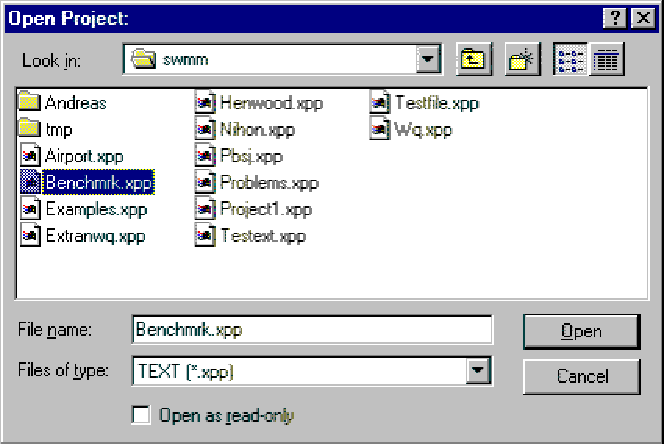 Open Project:
Look in: swmm
Andreas Henwood.xpp Testfile.xpp
tmp Nihon.xpp Wq.xpp
Airport.xpp Pbsj.xpp
Benchmrk.xpp Problems.xpp
Examples.xpp Project1.xpp
Extranwq.xpp Testext.xpp
File name: Benchmrk.xpp Open
Files of type: TEXT (*.xpp) Cancel
Open as read-only